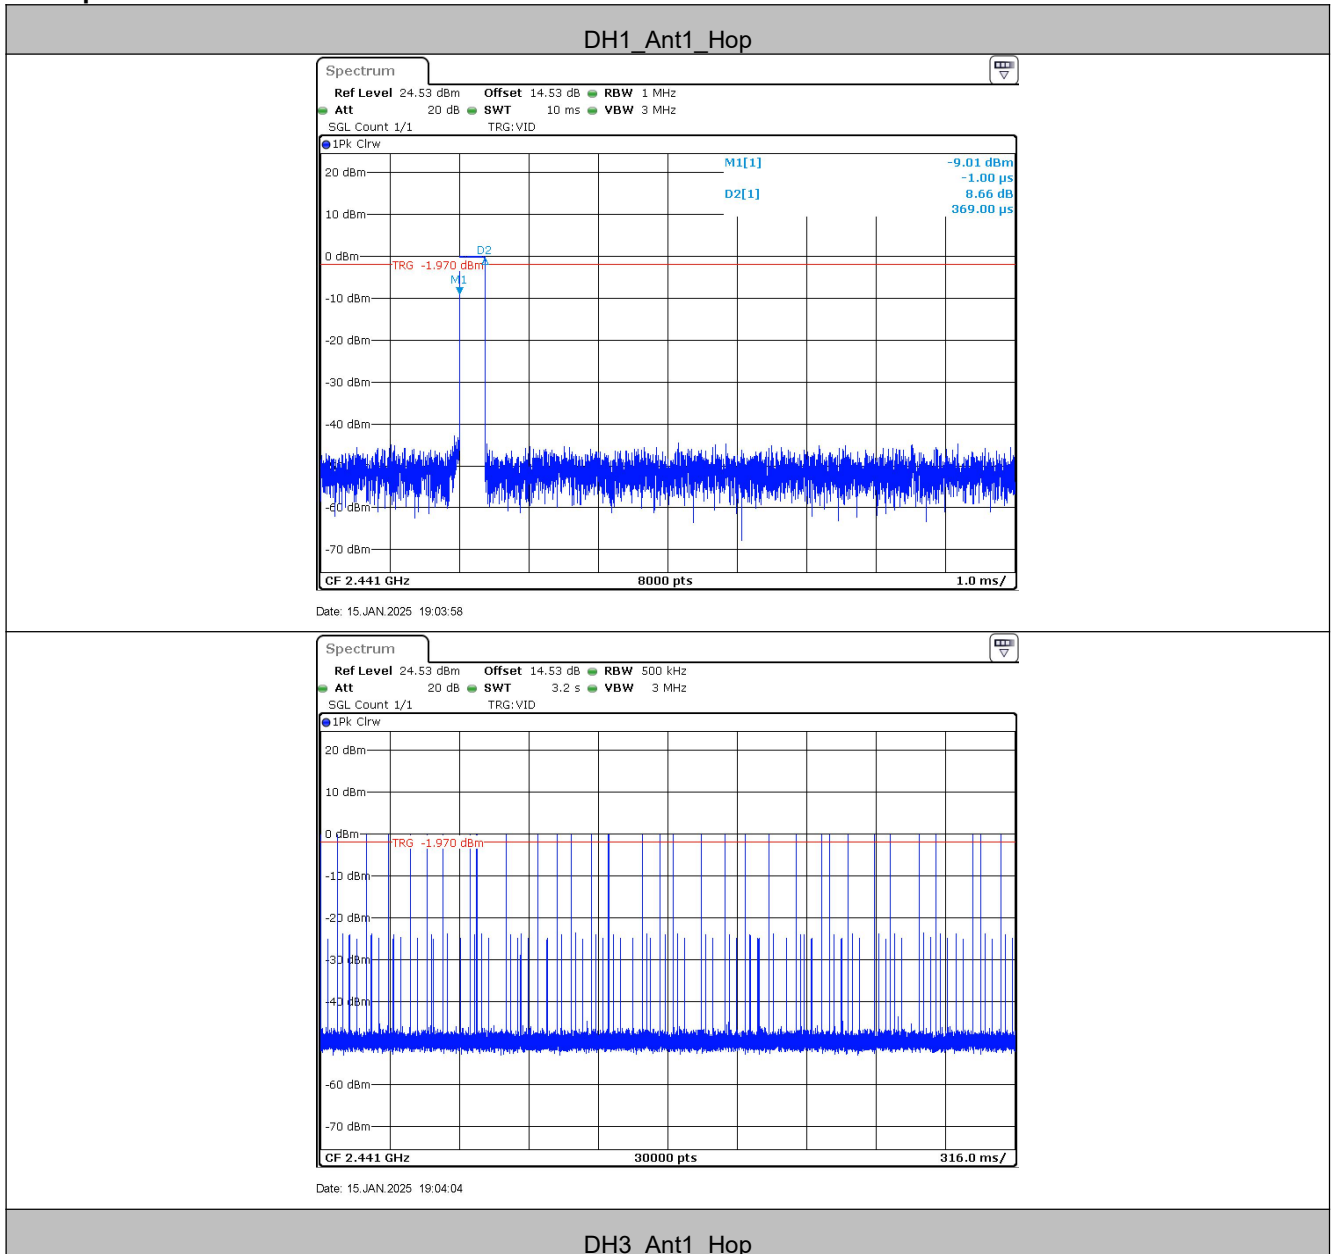 DH1_Ant1_Hop
Spectrum
Ref Level 24.53 dBm Offset 14.53 dB RBW 1 MHz
Att 20 dB SWT 10 ms VBW 3 MHz
SGL Count 1/1 TRG:VID
1Pk Clrw
M1[1] -9.01 dBm
-1.00 µs
D2[1] 8.66 dB
369.00 µs
20 dBm
10 dBm
D2
0 dBm
TRG -1.970 dBm
M1
-10 dBm
-20 dBm
-30 dBm
-40 dBm
-60 dBm
-70 dBm
CF 2.441 GHz 8000 pts 1.0 ms/
Date: 15.JAN.2025 19:03:58
Spectrum
Ref Level 24.53 dBm Offset 14.53 dB RBW 500 kHz
Att 20 dB SWT 3.2 s VBW 3 MHz
SGL Count 1/1 TRG:VID
1Pk Clrw
20 dBm
10 dBm
0 dBm
TRG -1.970 dBm
-10 dBm
-20 dBm
-30 dBm
-40 dBm
-60 dBm
-70 dBm
CF 2.441 GHz 30000 pts 316.0 ms/
Date: 15.JAN.2025 19:04:04
DH3_Ant1_Hop